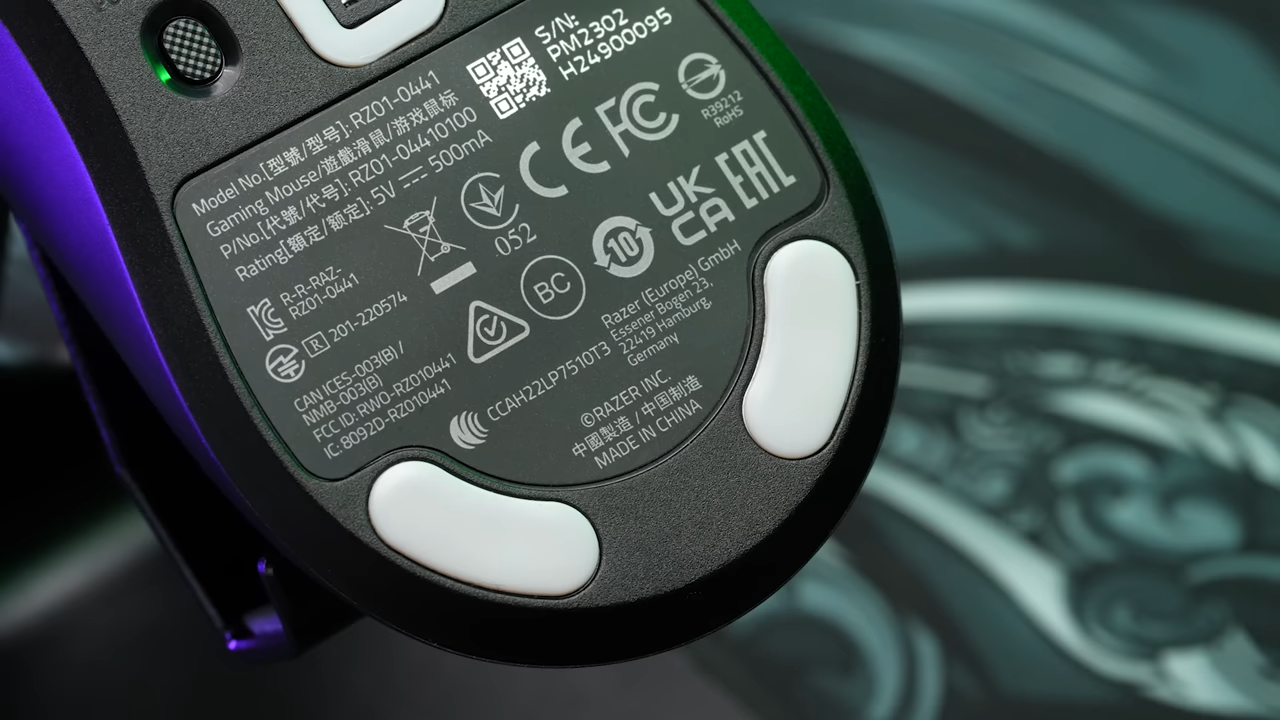 S/N:
PM2302
H24900095
Model No.[型號/型号]: RZ01-0441
Gaming Mouse/遊戲滑鼠/游戏鼠标
P/No.[代號/代号]: RZ01-04410100
Rating[額定/额定]: 5V ⎓ 500mA
CE FC
R39212
RoHS
052
10
UK
CA
EAC
R-R-RAZ-
RZ01-0441
R 201-220574
BC
CAN ICES-003(B) /
NMB-003(B)
FCC ID: RWO-RZ010441
IC: 8092D-RZ010441
CCAH22LP7510T3
Razer (Europe) GmbH
Essener Bogen 23,
22419 Hamburg,
Germany
©RAZER INC.
中國製造 / 中国制造
MADE IN CHINA